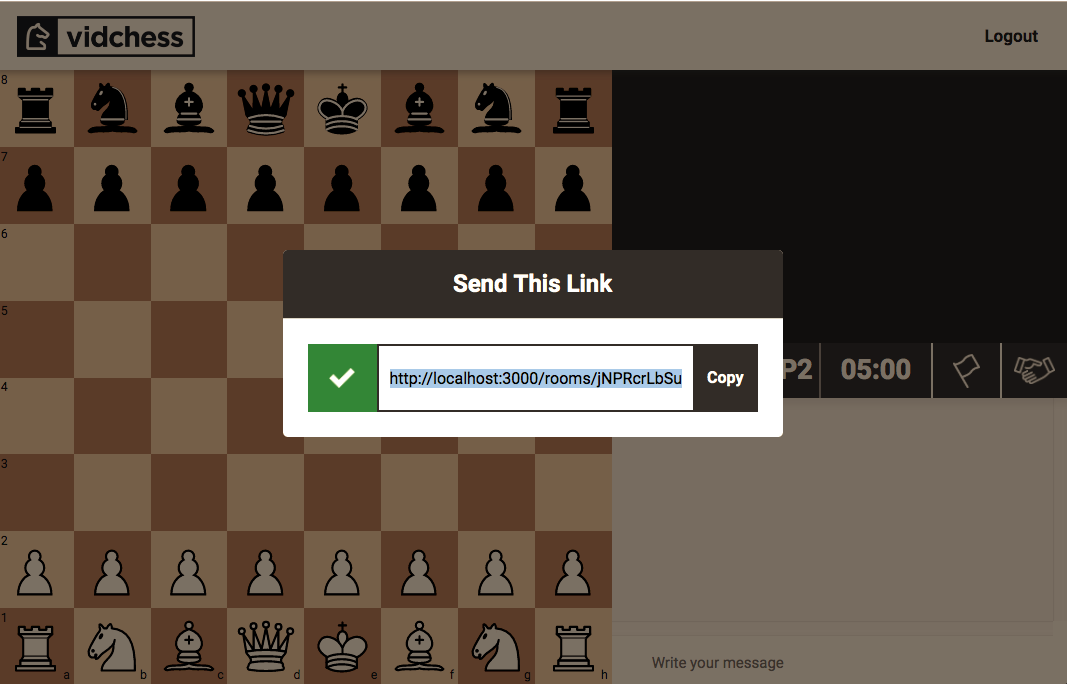 vidchess
Logout
8
7
6
5
4
3
2
1
a b c d e f g h
Send This Link
http://localhost:3000/rooms/jNPRcrLbSu
Copy
P2 05:00
Write your message